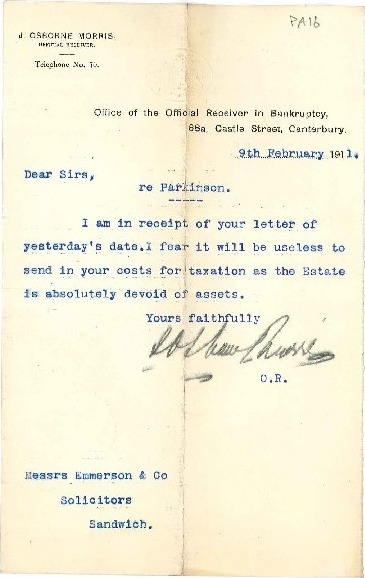 PA16
J. OSBORNE MORRIS,
OFFICIAL RECEIVER.
Telephone No. 70.
Office of the Official Receiver in Bankruptcy,
68a, Castle Street, Canterbury.
9th February 1911.
Dear Sirs,
re Parkinson.
I am in receipt of your letter of
yesterday's date.I fear it will be useless to
send in your costs for taxation as the Estate
is absolutely devoid of assets.
Yours faithfully
J Osborne Morris
O.R.
Messrs Emmerson & Co
Solicitors
Sandwich.